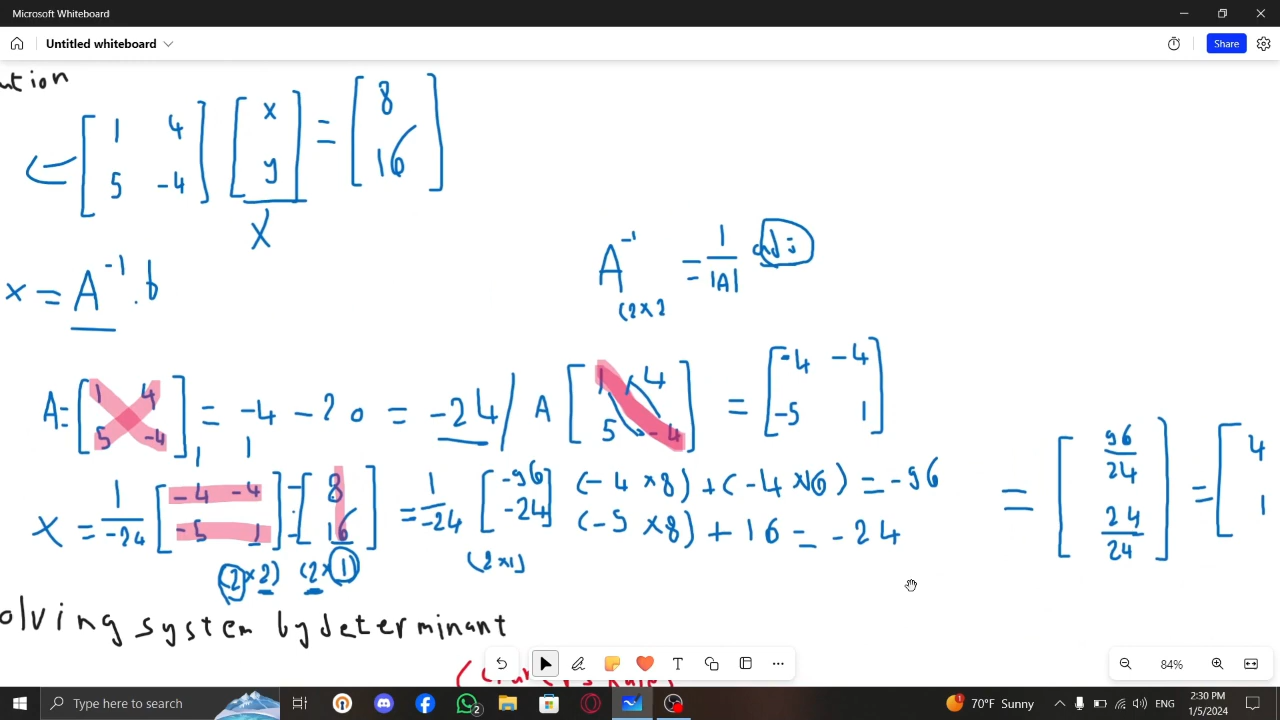 Microsoft Whiteboard
Untitled whiteboard
Share
ution
[1 4; 5 -4] [x; y] = [8; 16]
X
x = A⁻¹ . b
A⁻¹ = 1/|A| adj
(2x2
A = [1 4; 5 -4] = -4 - 20 = -24 / A [1 4; 5 -4] = [-4 -4; -5 1]
X = 1/-24 [-4 -4; -5 1] . [8; 16] = 1/-24 [-96; -24]
(2x2) (2x1)
(2x1)
(-4 x8) + (-4 x16) = -96
(-5 x8) + 16 = -24
= [96/24; 24/24] = [4; 1
olving system by determinant
T
84%
Type here to search
2
70°F Sunny
ENG
2:30 PM
1/5/2024